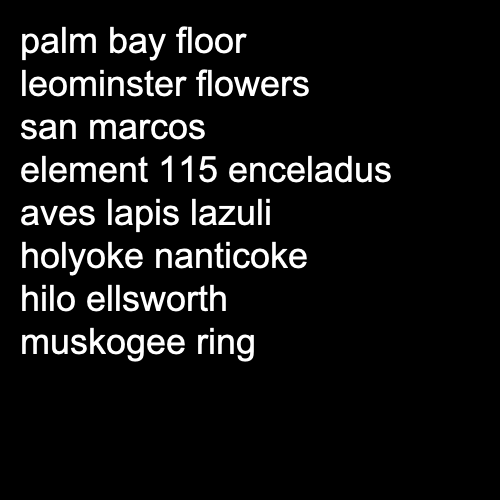 palm bay floor
leominster flowers
san marcos
element 115 enceladus
aves lapis lazuli
holyoke nanticoke
hilo ellsworth
muskogee ring